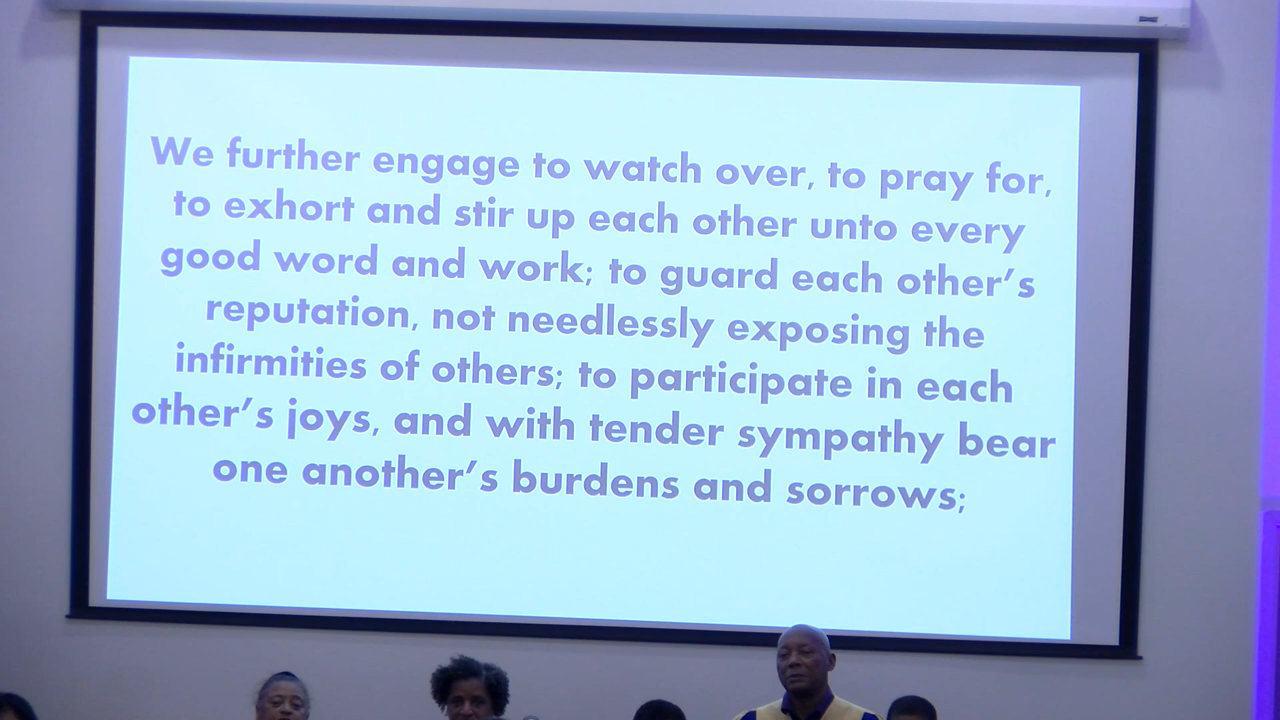 We further engage to watch over, to pray for,
to exhort and stir up each other unto every
good word and work; to guard each other's
reputation, not needlessly exposing the
infirmities of others; to participate in each
other's joys, and with tender sympathy bear
one another's burdens and sorrows;